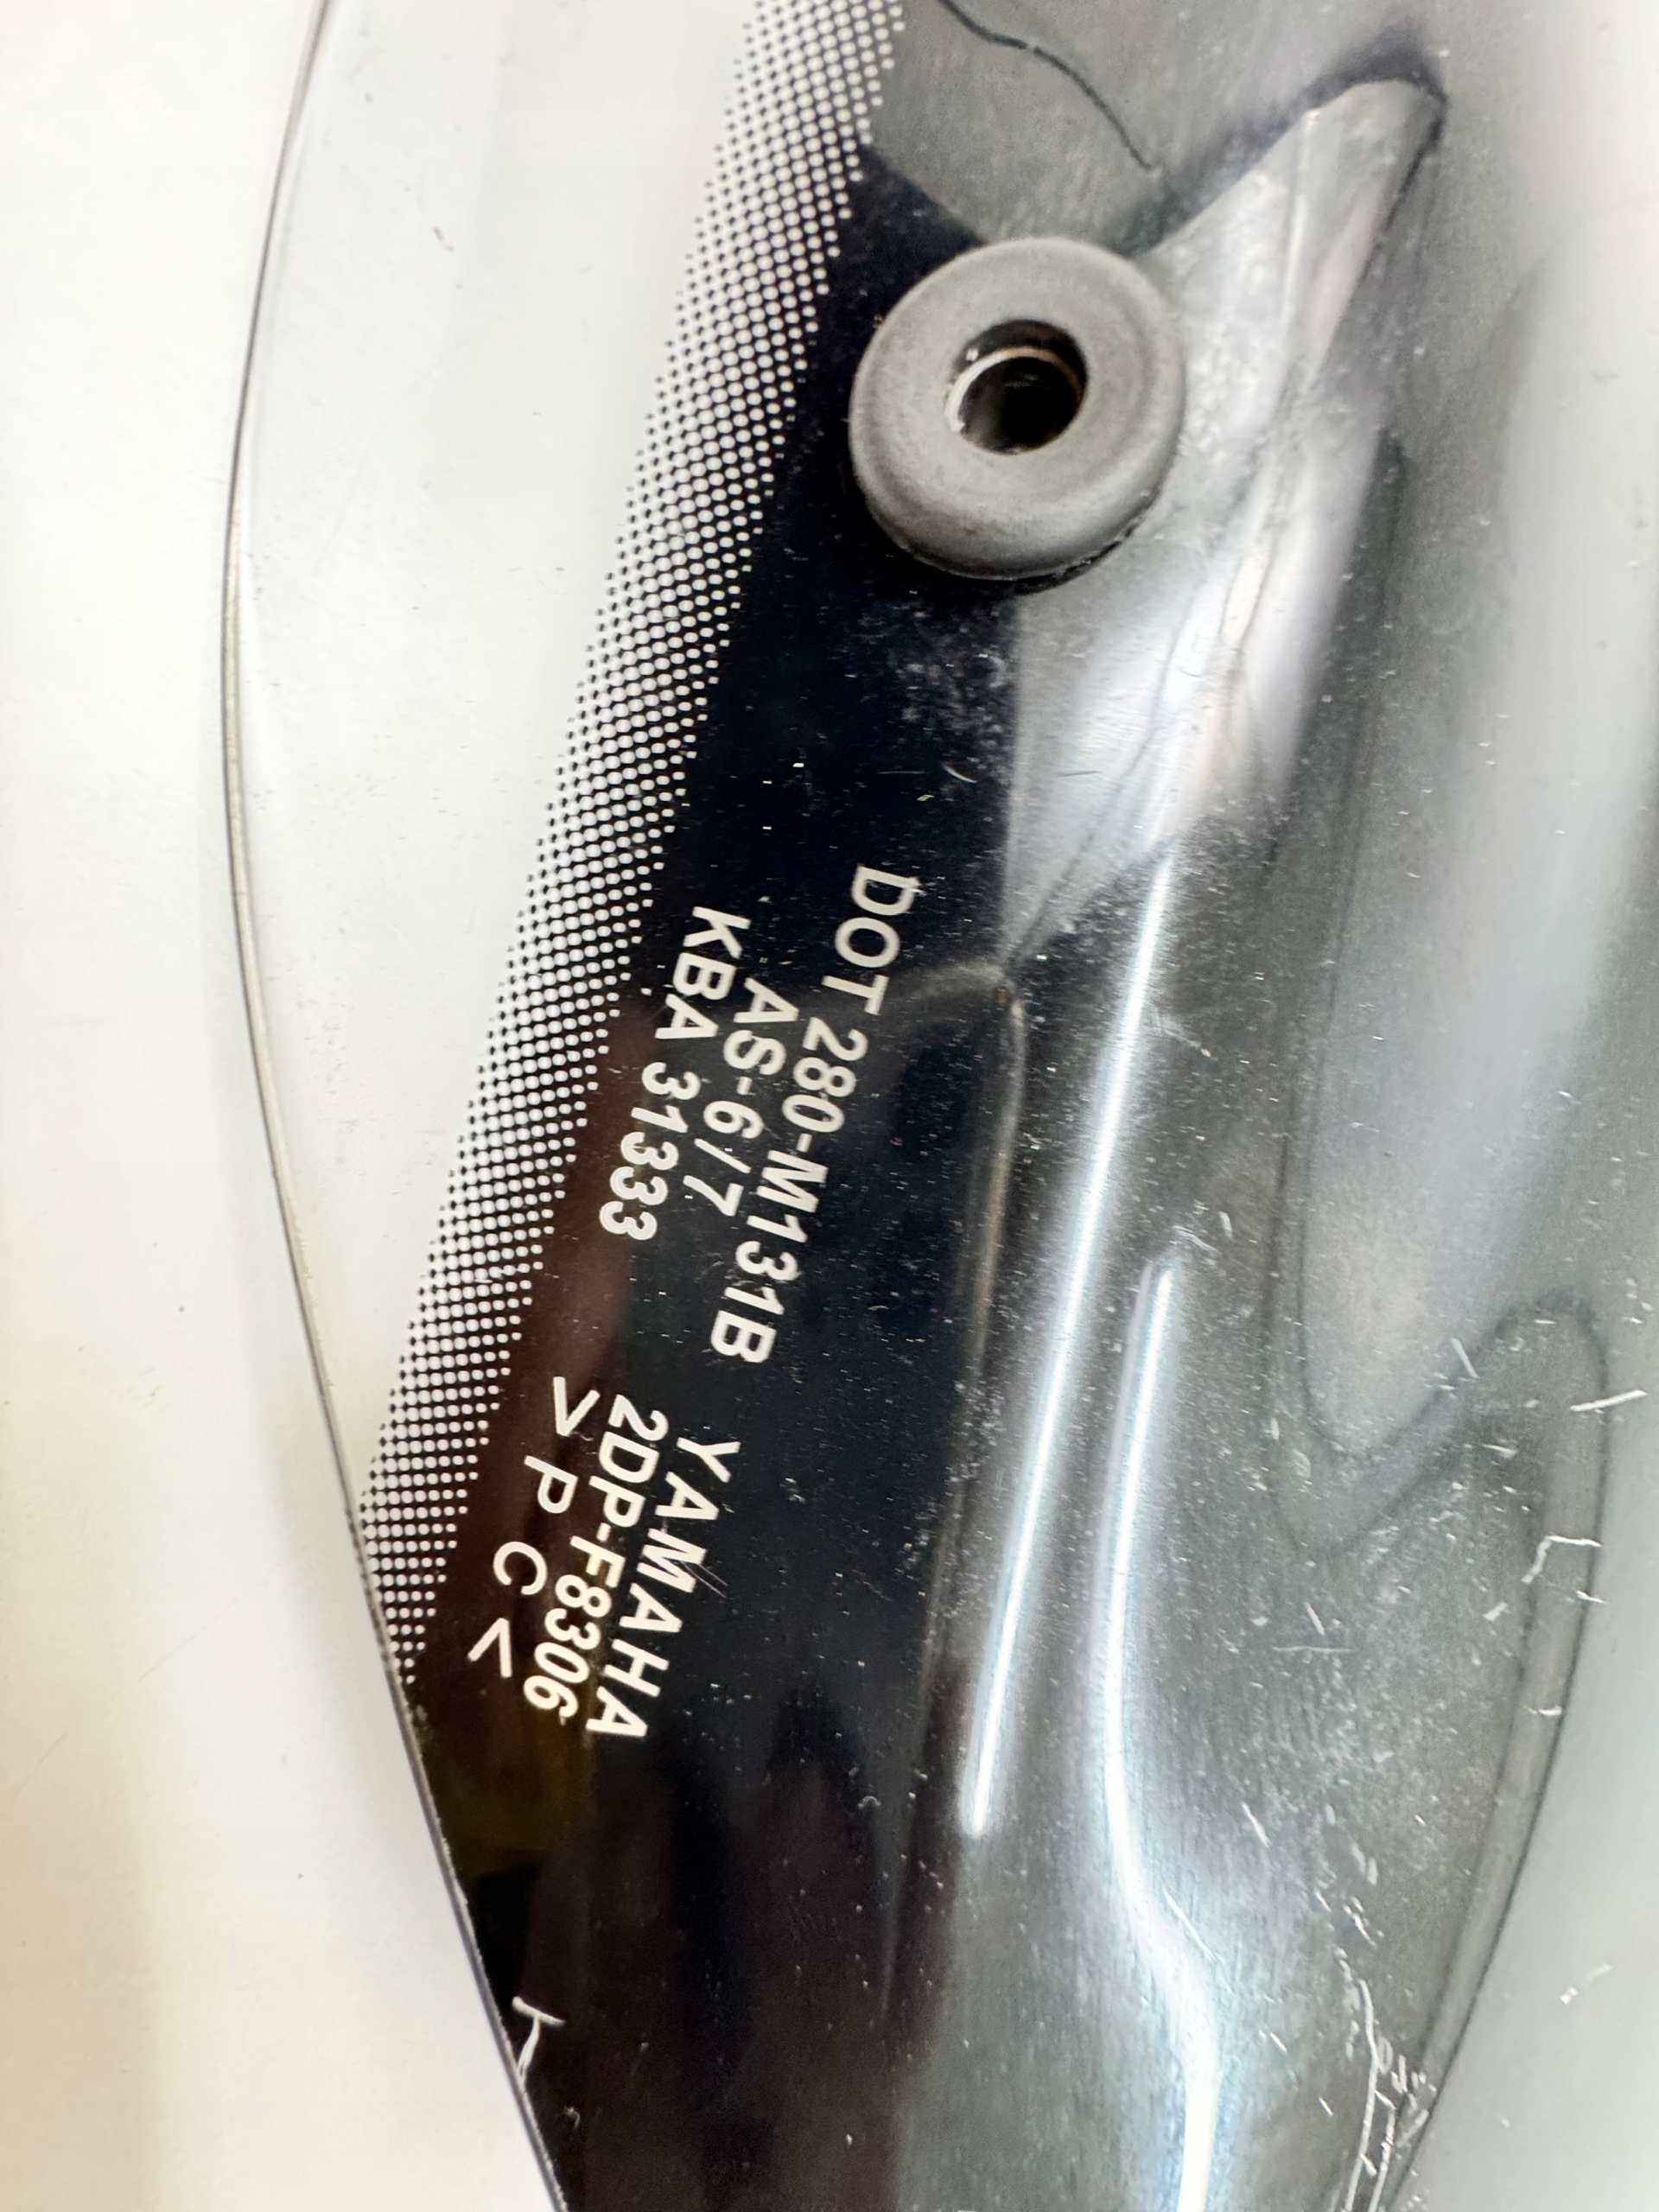 DOT 280-M131B
AS-6/7
KBA 31333
YAMAHA
2DP-F8306
>PC<